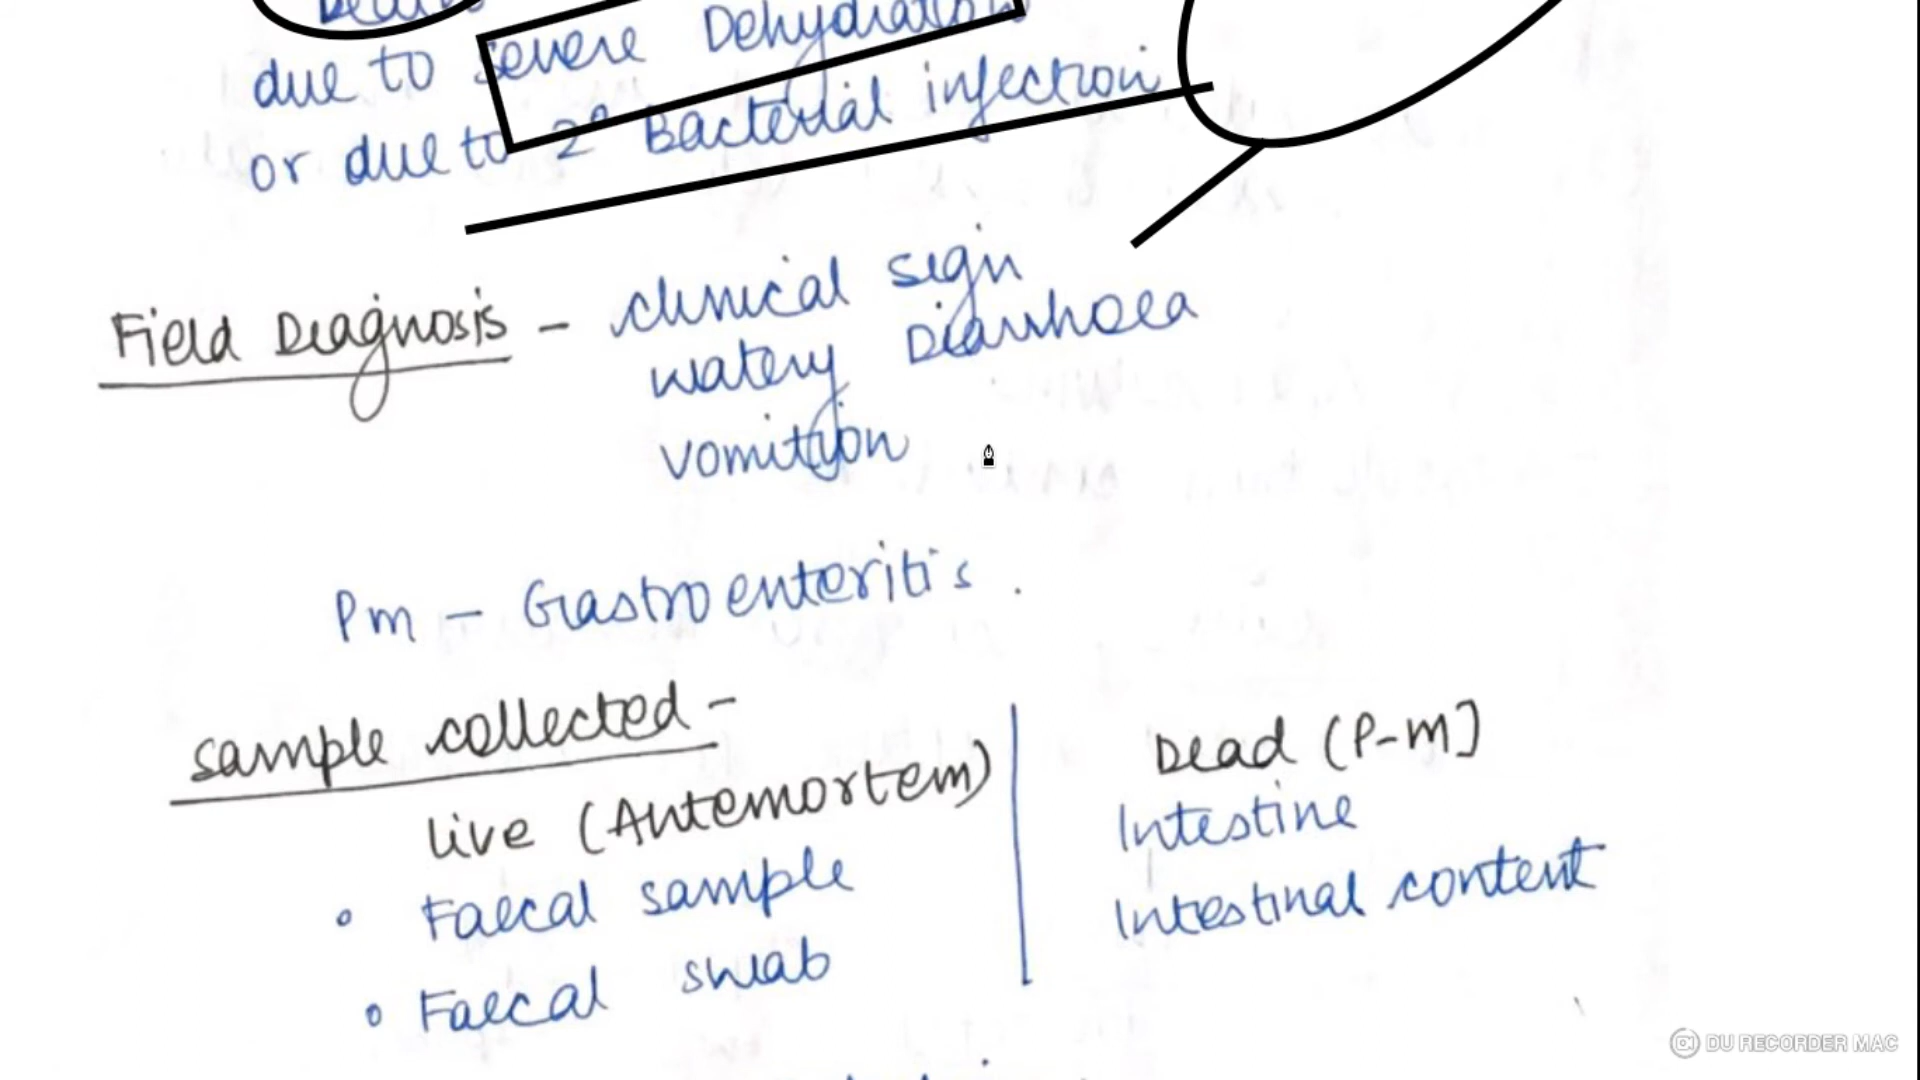 Death
due to severe Dehydration
or due to 2° Bacterial infection
Field Diagnosis - clinical sign
watery Diarrhoea
vomition
Pm - Gastroenteritis.
sample collected -
live (Antemortem)
• Faecal sample
• Faecal swab
Dead (P-M]
Intestine
Intestinal content
DU RECORDER MAC